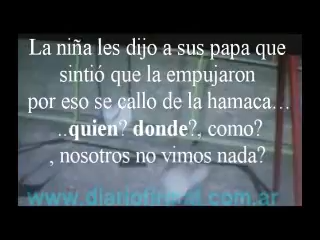 La niña les dijo a sus papa que
sintió que la empujaron
por eso se callo de la hamaca...
..quien? donde?, como?
, nosotros no vimos nada?